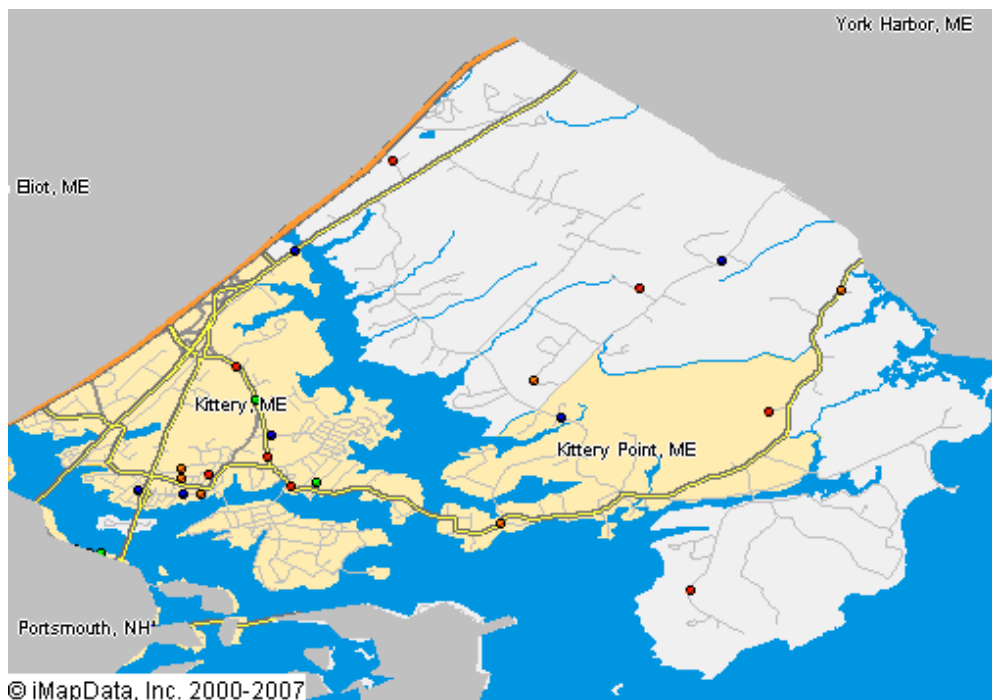 York Harbor, ME
Eliot, ME
Kittery, ME
Kittery Point, ME
Portsmouth, NH
© iMapData, Inc. 2000-2007